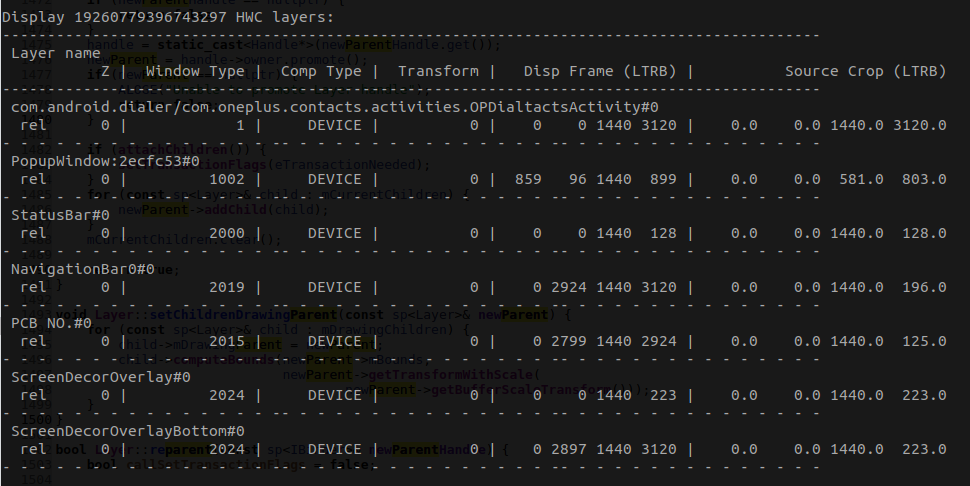 Display 19260779396743297 HWC layers:
-------------------------------------------------------------------------------------------
Layer name
Z | Window Type | Comp Type | Transform | Disp Frame (LTRB) | Source Crop (LTRB)
-------------------------------------------------------------------------------------------
com.android.dialer/com.oneplus.contacts.activities.OPDialtactsActivity#0
rel 0 | 1 | DEVICE | 0 | 0 0 1440 3120 | 0.0 0.0 1440.0 3120.0
- - - - - - - - - - - - - - - - - - - - - - - - - - - - - - - - - - - - - - - - - - - - - -
PopupWindow:2ecfc53#0
rel 0 | 1002 | DEVICE | 0 | 859 96 1440 899 | 0.0 0.0 581.0 803.0
- - - - - - - - - - - - - - - - - - - - - - - - - - - - - - - - - - - - - - - - - - - - - -
StatusBar#0
rel 0 | 2000 | DEVICE | 0 | 0 0 1440 128 | 0.0 0.0 1440.0 128.0
- - - - - - - - - - - - - - - - - - - - - - - - - - - - - - - - - - - - - - - - - - - - - -
NavigationBar0#0
rel 0 | 2019 | DEVICE | 0 | 0 2924 1440 3120 | 0.0 0.0 1440.0 196.0
- - - - - - - - - - - - - - - - - - - - - - - - - - - - - - - - - - - - - - - - - - - - - -
PCB NO.#0
rel 0 | 2015 | DEVICE | 0 | 0 2799 1440 2924 | 0.0 0.0 1440.0 125.0
- - - - - - - - - - - - - - - - - - - - - - - - - - - - - - - - - - - - - - - - - - - - - -
ScreenDecorOverlay#0
rel 0 | 2024 | DEVICE | 0 | 0 0 1440 223 | 0.0 0.0 1440.0 223.0
- - - - - - - - - - - - - - - - - - - - - - - - - - - - - - - - - - - - - - - - - - - - - -
ScreenDecorOverlayBottom#0
rel 0 | 2024 | DEVICE | 0 | 0 2897 1440 3120 | 0.0 0.0 1440.0 223.0
- - - - - - - - - - - - - - - - - - - - - - - - - - - - - - - - - - - - - - - - - - - - - -